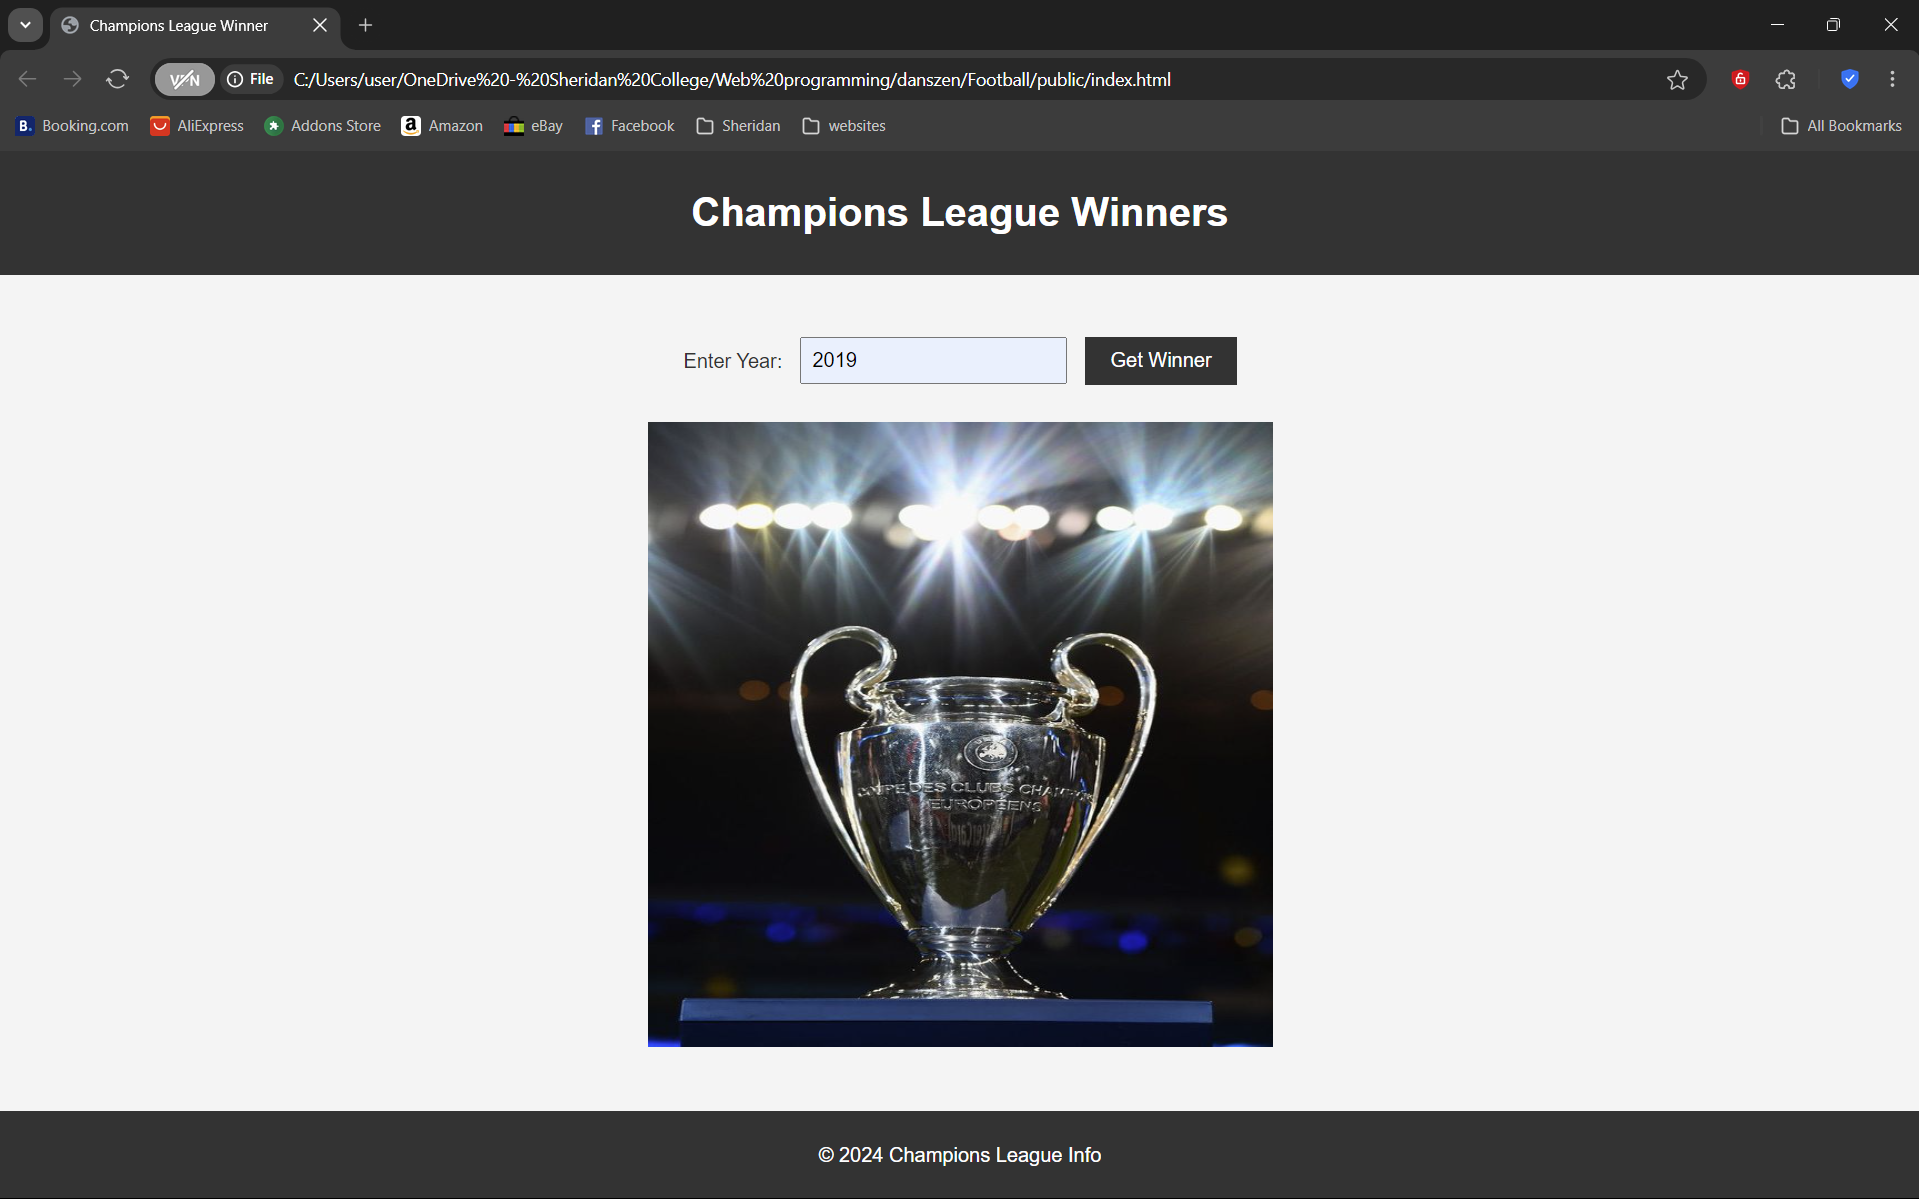 Champions League Winner
VPN
File
C:/Users/user/OneDrive%20-%20Sheridan%20College/Web%20programming/danszen/Football/public/index.html
B. Booking.com
AliExpress
Addons Store
a Amazon
eBay
f Facebook
Sheridan
websites
All Bookmarks
Champions League Winners
Enter Year:
2019
Get Winner
COUPE DES CLUBS CHAMPIONS
EUROPÉENS
© 2024 Champions League Info